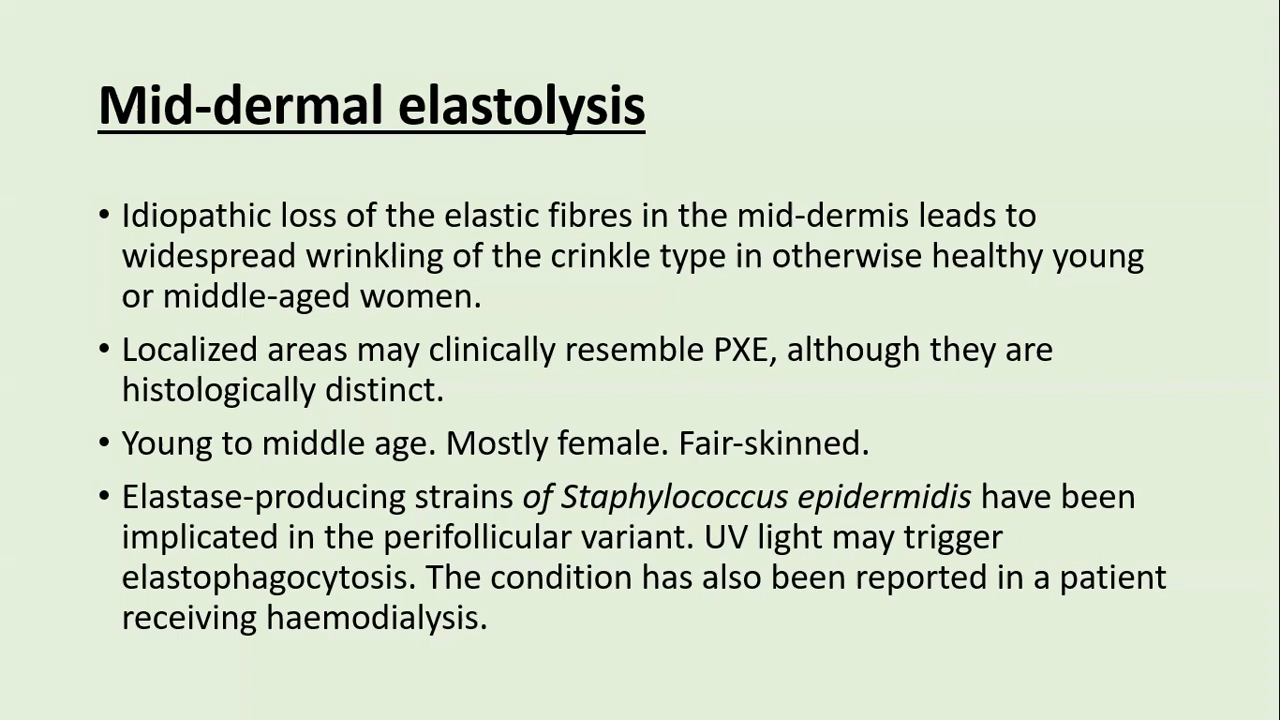 Mid-dermal elastolysis
• Idiopathic loss of the elastic fibres in the mid-dermis leads to
widespread wrinkling of the crinkle type in otherwise healthy young
or middle-aged women.
• Localized areas may clinically resemble PXE, although they are
histologically distinct.
• Young to middle age. Mostly female. Fair-skinned.
• Elastase-producing strains of Staphylococcus epidermidis have been
implicated in the perifollicular variant. UV light may trigger
elastophagocytosis. The condition has also been reported in a patient
receiving haemodialysis.